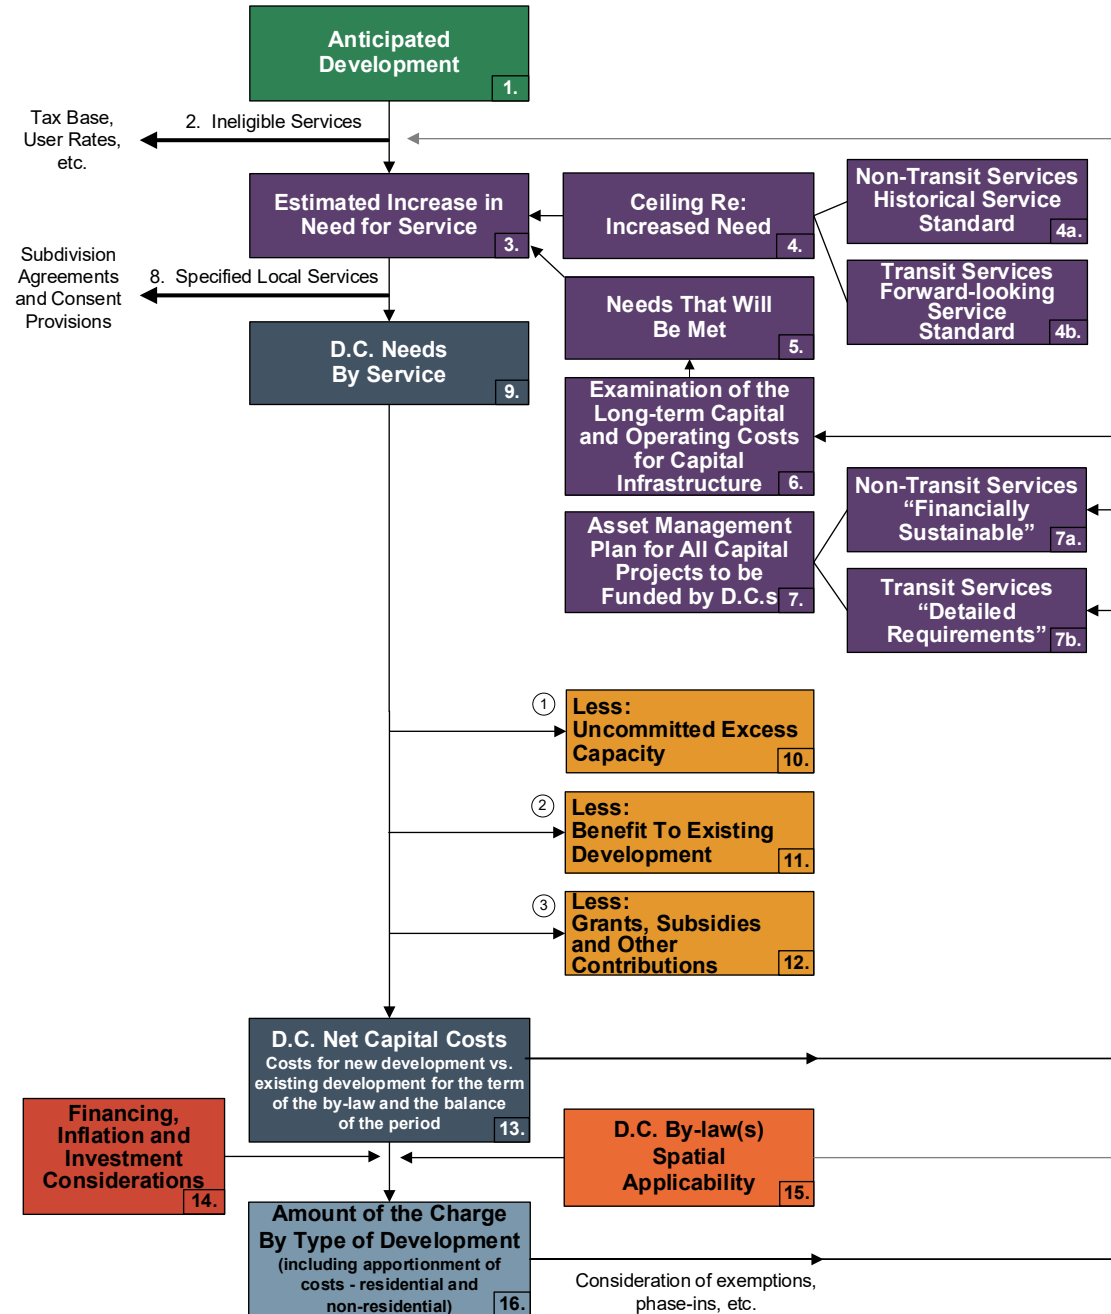 Anticipated
Development
1.
Tax Base,
User Rates,
etc.
2. Ineligible Services
Estimated Increase in
Need for Service
3.
Ceiling Re:
Increased Need
4.
Non-Transit Services
Historical Service
Standard
4a.
Transit Services
Forward-looking
Service
Standard
4b.
Subdivision
Agreements
and Consent
Provisions
8. Specified Local Services
Needs That Will
Be Met
5.
D.C. Needs
By Service
9.
Examination of the
Long-term Capital
and Operating Costs
for Capital
Infrastructure
6.
Asset Management
Plan for All Capital
Projects to be
Funded by D.C.s
7.
Non-Transit Services
“Financially
Sustainable”
7a.
Transit Services
“Detailed
Requirements”
7b.
1
Less:
Uncommitted Excess
Capacity
10.
2
Less:
Benefit To Existing
Development
11.
3
Less:
Grants, Subsidies
and Other
Contributions
12.
D.C. Net Capital Costs
Costs for new development vs.
existing development for the term
of the by-law and the balance
of the period
13.
Financing,
Inflation and
Investment
Considerations
14.
D.C. By-law(s)
Spatial
Applicability
15.
Amount of the Charge
By Type of Development
(including apportionment of
costs - residential and
non-residential)
16.
Consideration of exemptions,
phase-ins, etc.